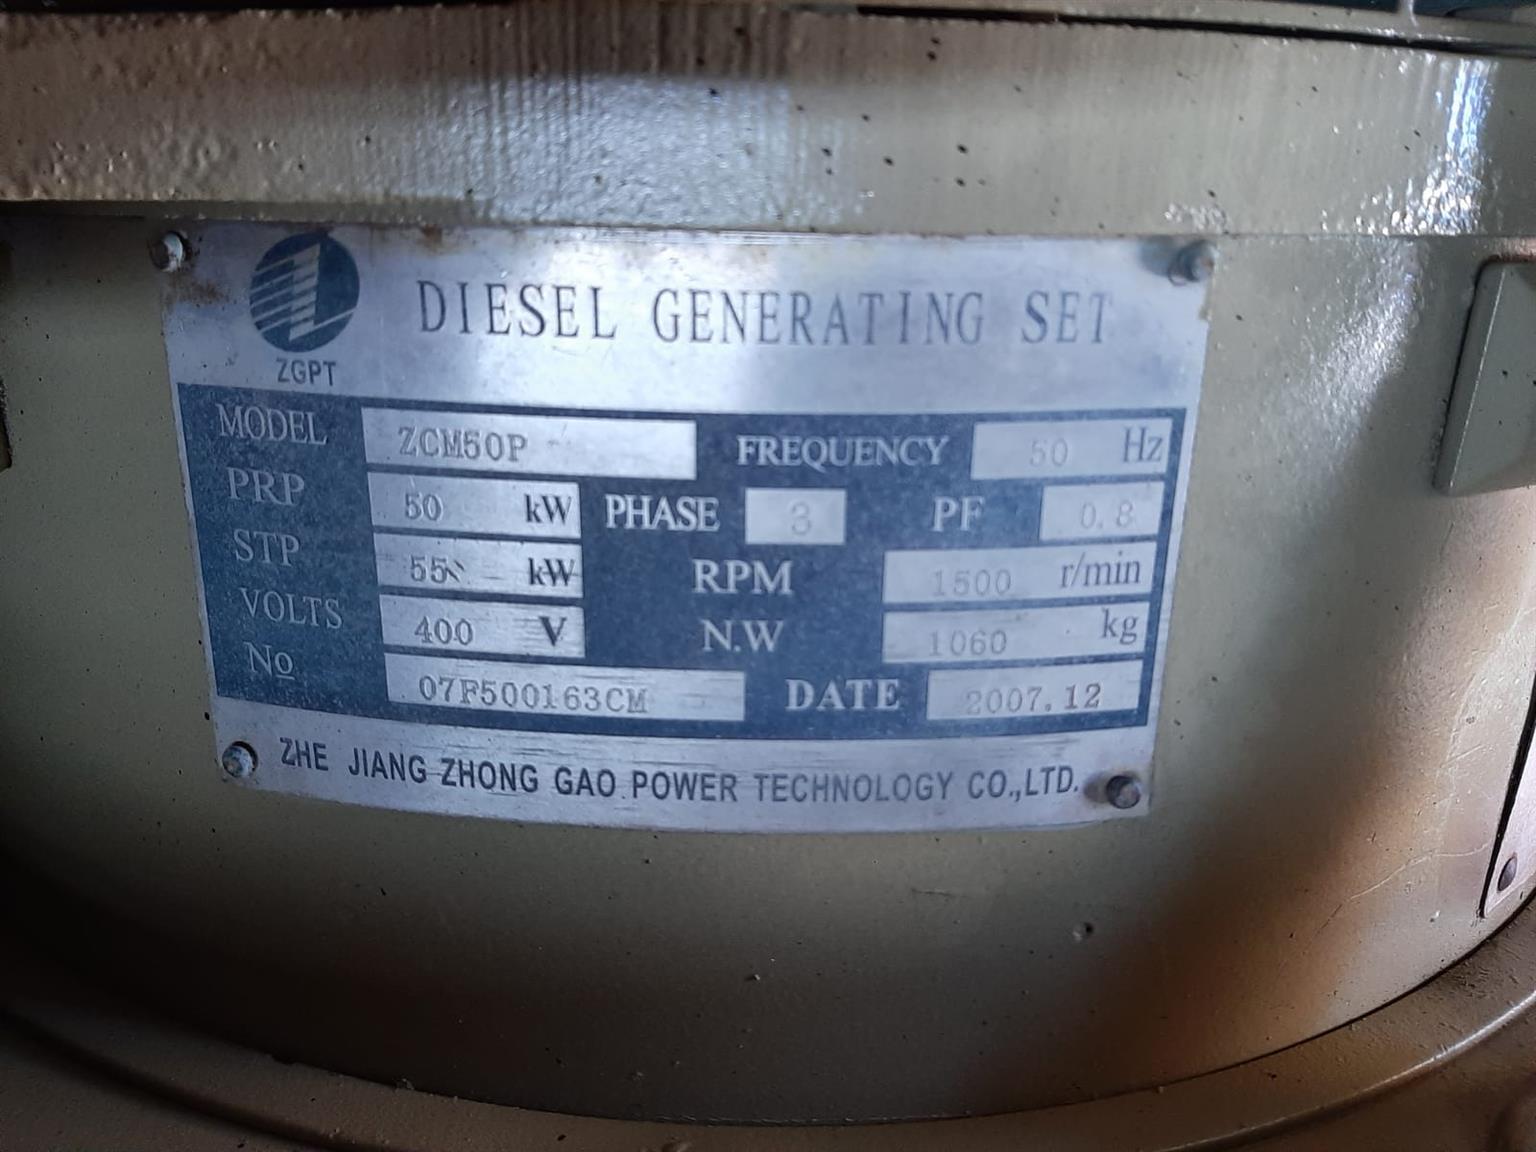 DIESEL GENERATING SET
ZGPT
MODEL ZCM50P FREQUENCY 50 Hz
PRP 50 kW PHASE 3 PF 0.8
STP 55 kW RPM 1500 r/min
VOLTS 400 V N.W 1060 kg
No 07F500163CM DATE 2007.12
ZHE JIANG ZHONG GAO POWER TECHNOLOGY CO.,LTD.